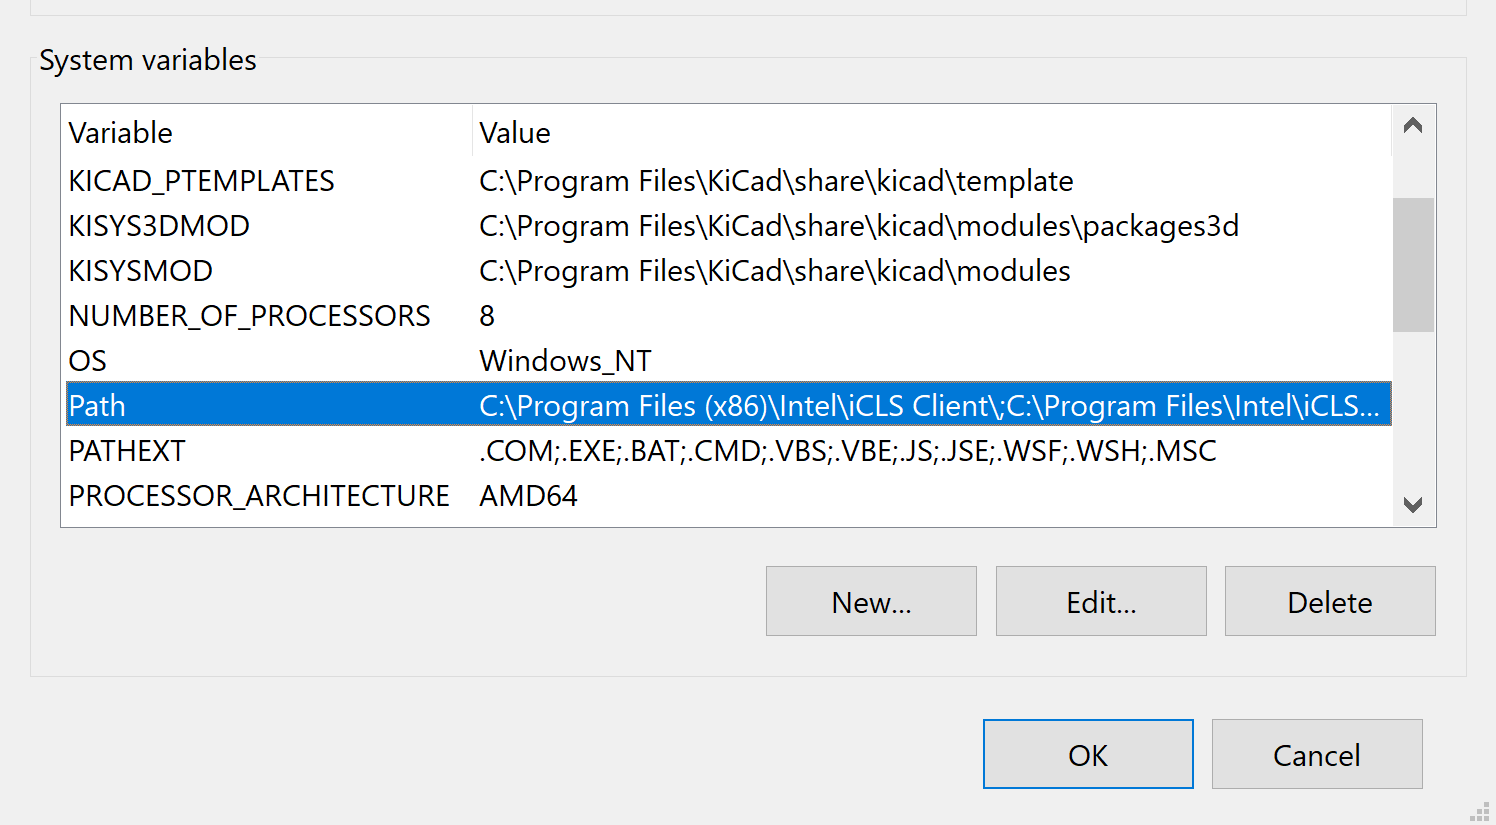 System variables
Variable Value
KICAD_PTEMPLATES C:\Program Files\KiCad\share\kicad\template
KISYS3DMOD C:\Program Files\KiCad\share\kicad\modules\packages3d
KISYSMOD C:\Program Files\KiCad\share\kicad\modules
NUMBER_OF_PROCESSORS 8
OS Windows_NT
Path C:\Program Files (x86)\Intel\iCLS Client\;C:\Program Files\Intel\iCLS...
PATHEXT .COM;.EXE;.BAT;.CMD;.VBS;.VBE;.JS;.JSE;.WSF;.WSH;.MSC
PROCESSOR_ARCHITECTURE AMD64
New... Edit... Delete
OK Cancel